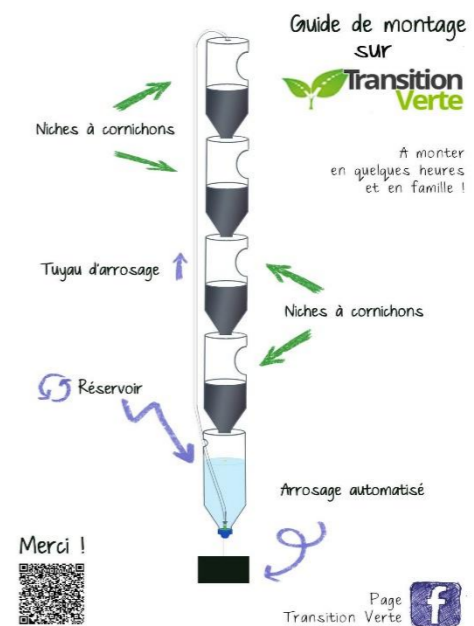 Guide de montage
sur
Transition
Verte
Niches à cornichons
A monter
en quelques heures
et en famille !
Tuyau d'arrosage
Niches à cornichons
Réservoir
Arrosage automatisé
Merci !
Page
Transition Verte
f